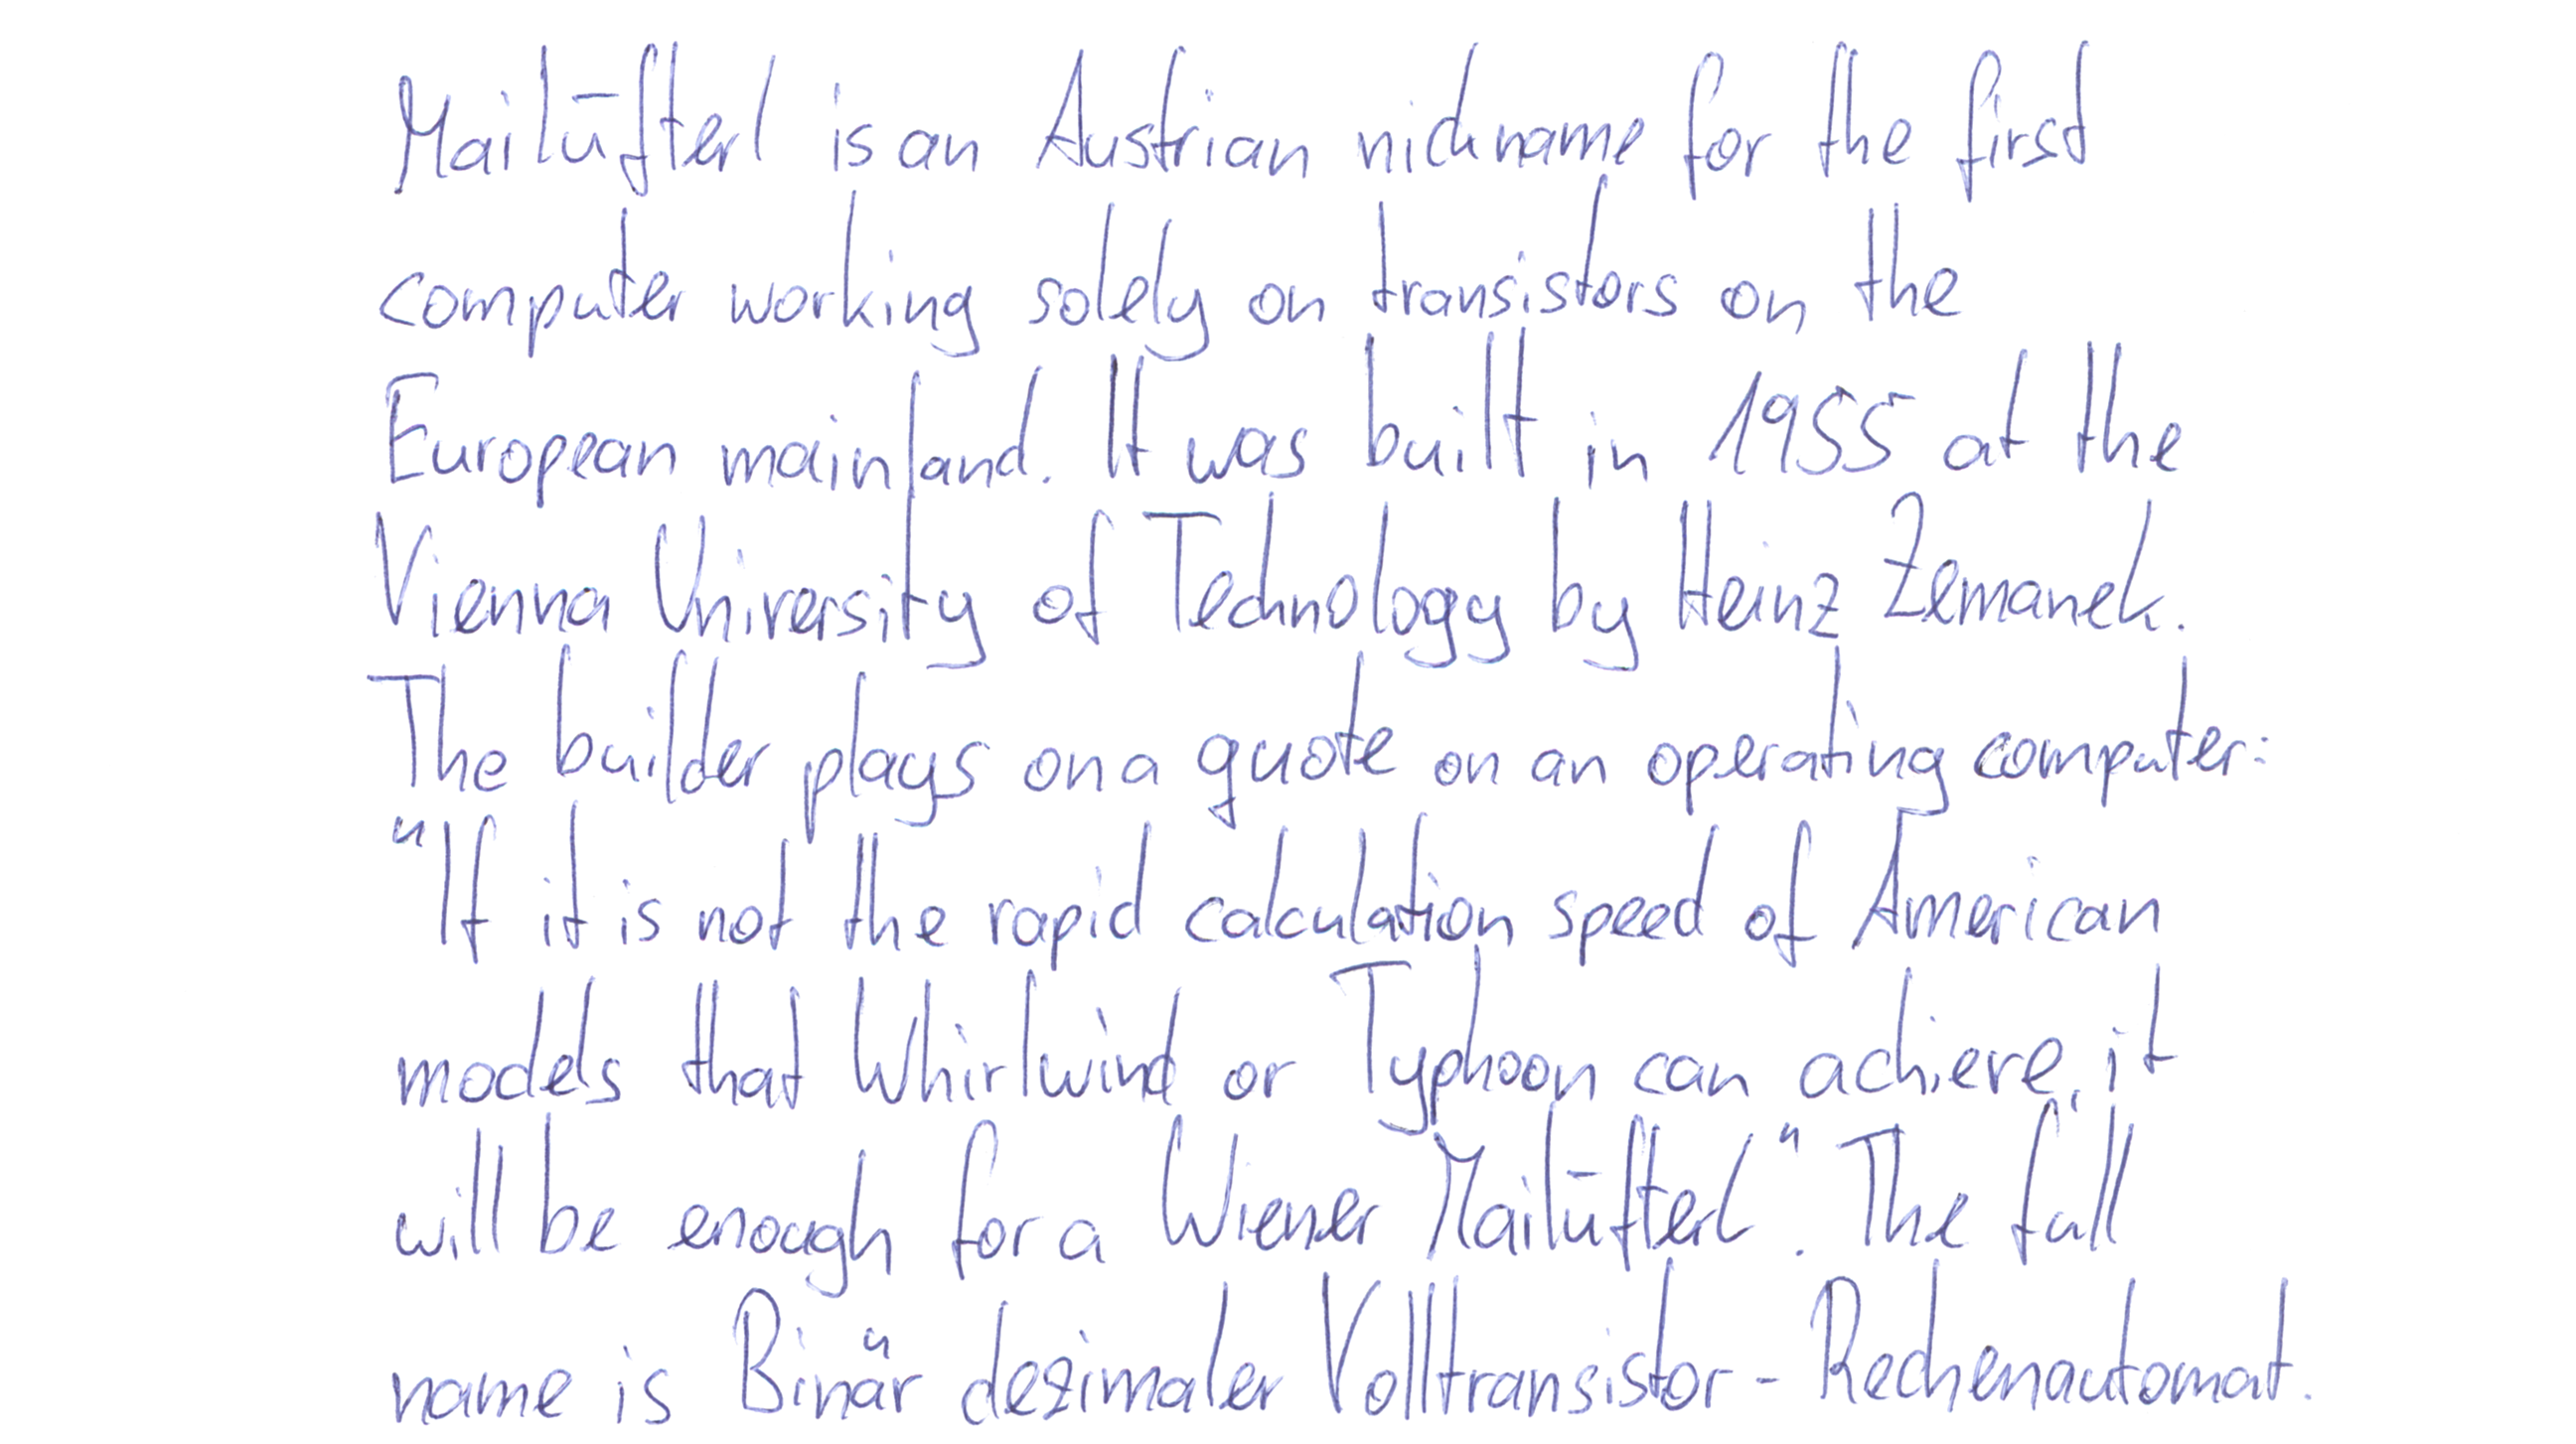 Mailüfterl is an Austrian nickname for the first
computer working solely on transistors on the
European mainland. It was built in 1955 at the
Vienna University of Technology by Heinz Zemanek.
The builder plays on a quote on an operating computer:
"If it is not the rapid calculation speed of American
models that Whirlwind or Typhoon can achieve, it
will be enough for a Wiener Mailüfterl". The full
name is Binär dezimaler Volltransistor-Rechenautomat.